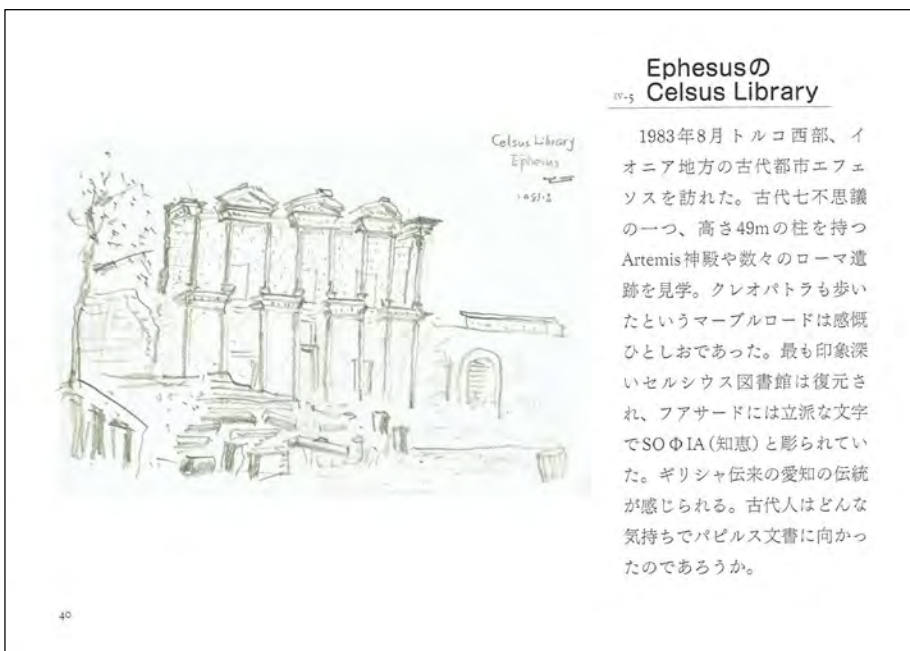 Ephesusの
IV-5 Celsus Library
1983年8月トルコ西部、イ
オニア地方の古代都市エフェ
ソスを訪れた。古代七不思議
の一つ、高さ49mの柱を持つ
Artemis神殿や数々のローマ遺
跡を見学。クレオパトラも歩い
たというマーブルロードは感慨
ひとしおであった。最も印象深
いセルシウス図書館は復元さ
れ、フアサードには立派な文字
でSOΦIA(知恵)と彫られてい
た。ギリシャ伝来の愛知の伝統
が感じられる。古代人はどんな
気持ちでパピルス文書に向かっ
たのであろうか。
Celsus Library
Ephesus
40